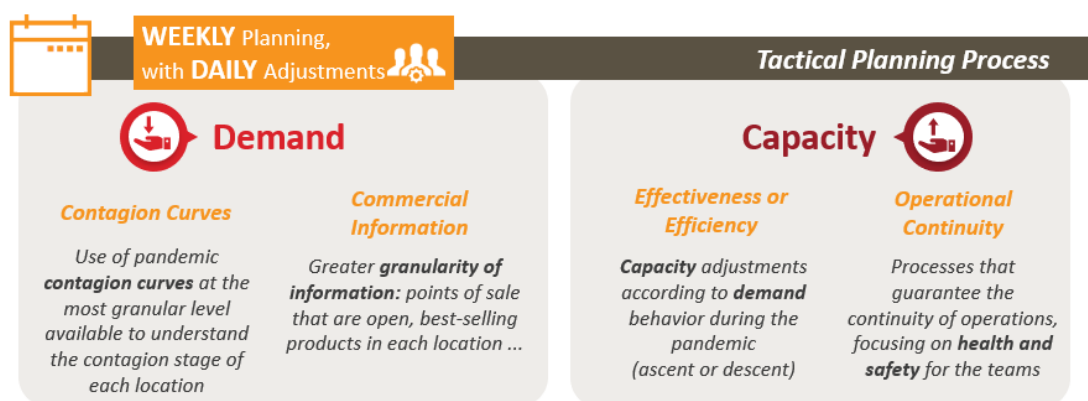 WEEKLY Planning,
with DAILY Adjustments
Tactical Planning Process
Demand
Contagion Curves
Use of pandemic
contagion curves at the
most granular level
available to understand
the contagion stage of
each location
Commercial
Information
Greater granularity of
information: points of sale
that are open, best-selling
products in each location ...
Capacity
Effectiveness or
Efficiency
Capacity adjustments
according to demand
behavior during the
pandemic
(ascent or descent)
Operational
Continuity
Processes that
guarantee the
continuity of operations,
focusing on health and
safety for the teams